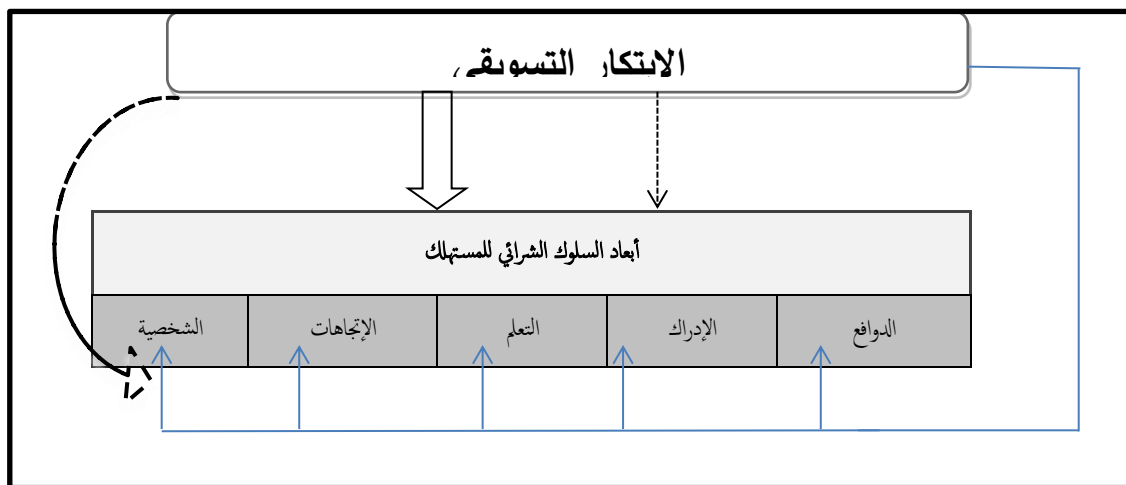 الابتكار التسويقي
أبعاد السلوك الشرائي للمستهلك
الدوافع
الإدراك
التعلم
الإتجاهات
الشخصية